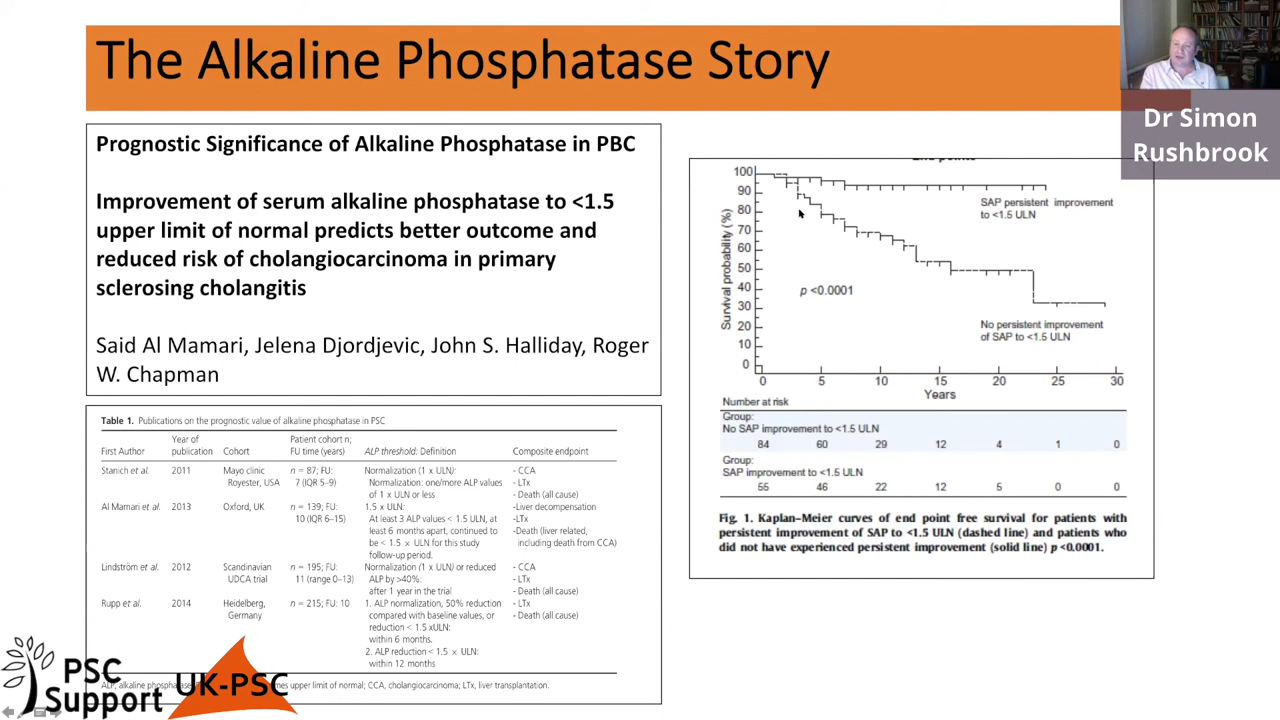 The Alkaline Phosphatase Story
Dr Simon
Rushbrook
Prognostic Significance of Alkaline Phosphatase in PBC
Improvement of serum alkaline phosphatase to <1.5
upper limit of normal predicts better outcome and
reduced risk of cholangiocarcinoma in primary
sclerosing cholangitis
Said Al Mamari, Jelena Djordjevic, John S. Halliday, Roger
W. Chapman
Table 1. Publications on the prognostic value of alkaline phosphatase in PSC
First Author Year of publication Cohort Patient cohort n; FU time (years) ALP threshold: Definition Composite endpoint
Stanich et al. 2011 Mayo clinic n = 87; FU: Normalization (1 x ULN): - CCA
Royester, USA 7 (IQR 5–9) Normalization: one/more ALP values - LTx
of 1 x ULN or less - Death (all cause)
Al Mamari et al. 2013 Oxford, UK n = 139; FU: 1.5 x ULN: -Liver decompensation
10 (IQR 6–15) At least 3 ALP values < 1.5 ULN, at -LTx
least 6 months apart, continued to -Death (liver related,
be < 1.5 × ULN for this study including death from CCA)
follow-up period.
Lindström et al. 2012 Scandinavian n = 195; FU: Normalization (1 x ULN) or reduced - CCA
UDCA trial 11 (range 0–13) ALP by >40%: - LTx
after 1 year in the trial - Death (all cause)
Rupp et al. 2014 Heidelberg, n = 215; FU: 10 1. ALP normalization, 50% reduction - LTx
Germany compared with baseline values, or - Death (all cause)
reduction < 1.5 xULN:
within 6 months.
2. ALP reduction < 1.5 × ULN:
within 12 months
ALP, alkaline phosphatase mes upper limit of normal; CCA, cholangiocarcinoma; LTx, liver transplantation.
PSC
Support
UK-PSC
Survival probability (%)
100
90
80
70
60
50
40
30
20
10
0
SAP persistent improvement
to <1.5 ULN
p <0.0001
No persistent improvement
of SAP to <1.5 ULN
0 5 10 15 20 25 30
Years
Number at risk
Group:
No SAP improvement to <1.5 ULN
84 60 29 12 4 1 0
Group:
SAP improvement to <1.5 ULN
55 46 22 12 5 0 0
Fig. 1. Kaplan–Meier curves of end point free survival for patients with
persistent improvement of SAP to <1.5 ULN (dashed line) and patients who
did not have experienced persistent improvement (solid line) p <0.0001.